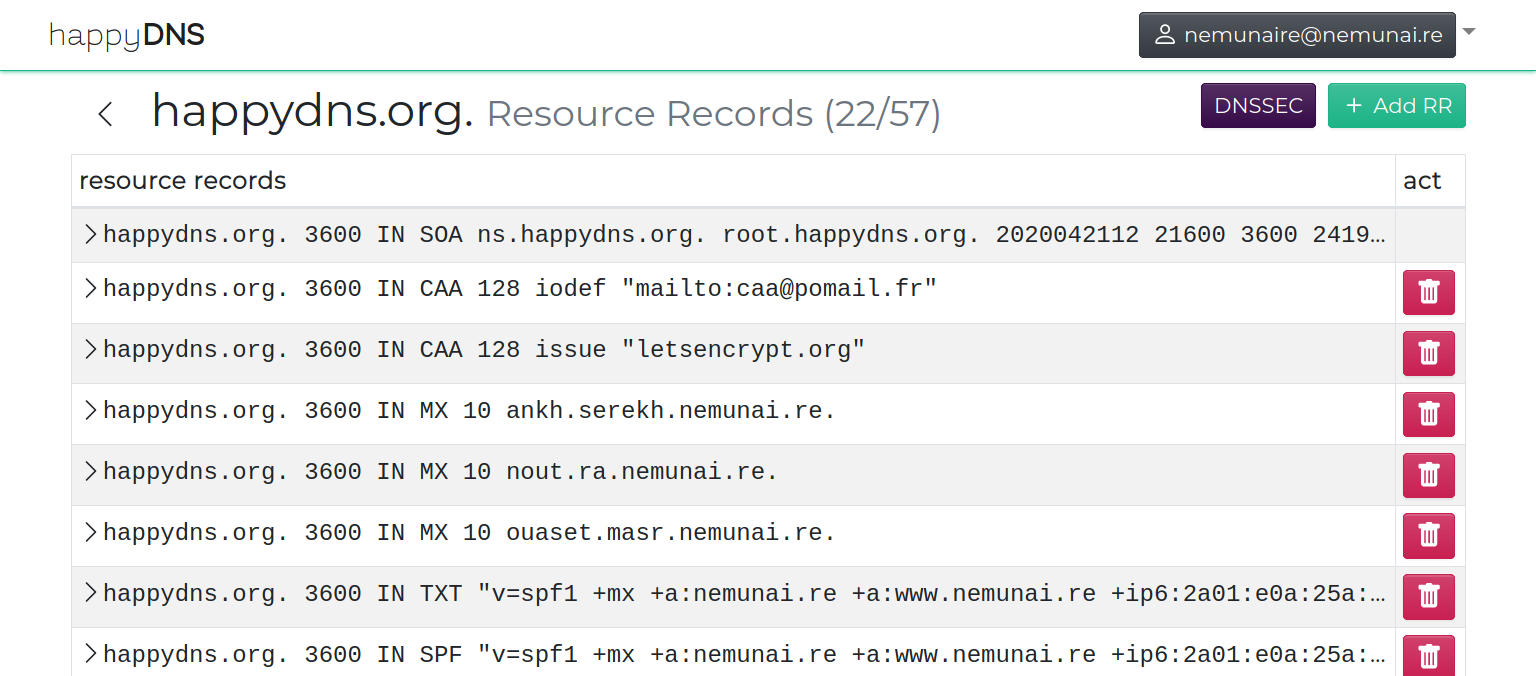 happyDNS
nemunaire@nemunai.re
happydns.org. Resource Records (22/57)
DNSSEC
+ Add RR
resource records
act
happydns.org. 3600 IN SOA ns.happydns.org. root.happydns.org. 2020042112 21600 3600 2419…
happydns.org. 3600 IN CAA 128 iodef "mailto:caa@pomail.fr"
happydns.org. 3600 IN CAA 128 issue "letsencrypt.org"
happydns.org. 3600 IN MX 10 ankh.serekh.nemunai.re.
happydns.org. 3600 IN MX 10 nout.ra.nemunai.re.
happydns.org. 3600 IN MX 10 ouaset.masr.nemunai.re.
happydns.org. 3600 IN TXT "v=spf1 +mx +a:nemunai.re +a:www.nemunai.re +ip6:2a01:e0a:25a:…
happydns.org. 3600 IN SPF "v=spf1 +mx +a:nemunai.re +a:www.nemunai.re +ip6:2a01:e0a:25a:…